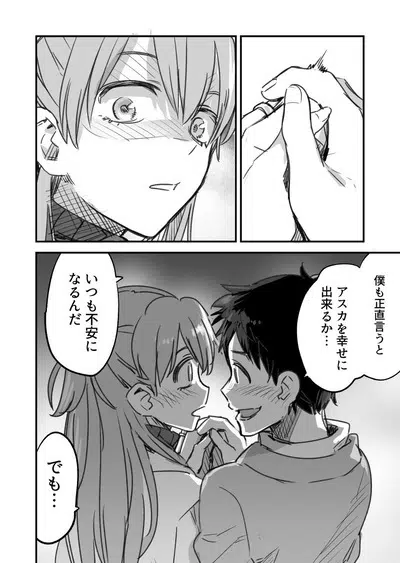 僕も正直言うと
アスカを幸せに
出来るか…
いつも不安に
なるんだ
でも…